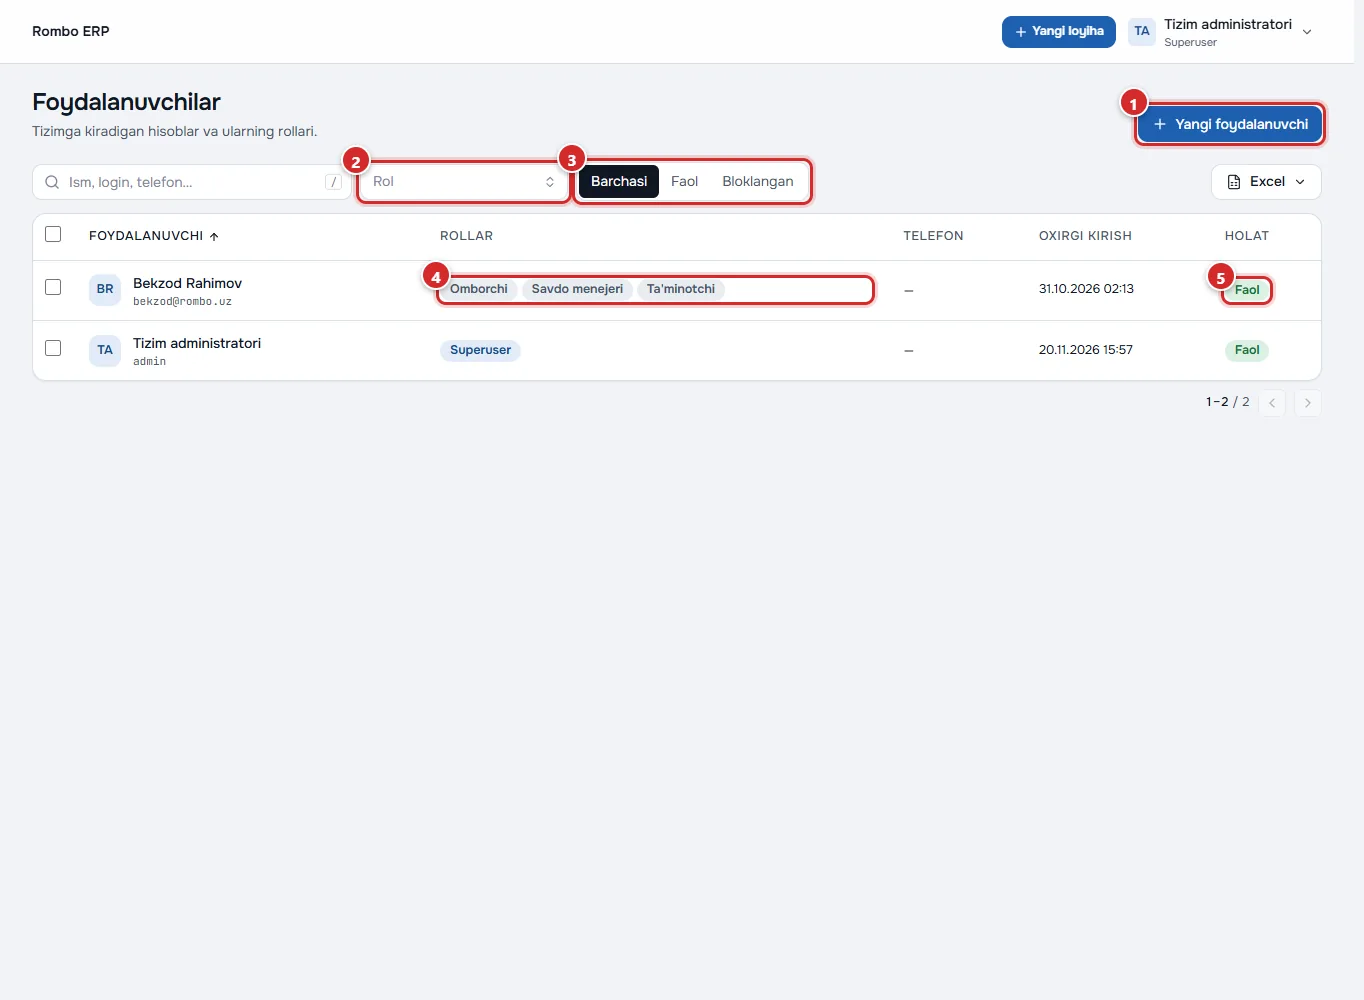 Rombo ERP
+ Yangi loyiha
TA
Tizim administratori
Superuser
Foydalanuvchilar
Tizimga kiradigan hisoblar va ularning rollari.
1
+ Yangi foydalanuvchi
Ism, login, telefon...
/
2
Rol
3
Barchasi
Faol
Bloklangan
Excel
FOYDALANUVCHI ↑
ROLLAR
TELEFON
OXIRGI KIRISH
HOLAT
BR
Bekzod Rahimov
bekzod@rombo.uz
4
Omborchi
Savdo menejeri
Ta'minotchi
—
31.10.2026 02:13
5
Faol
TA
Tizim administratori
admin
Superuser
—
20.11.2026 15:57
Faol
1–2 / 2